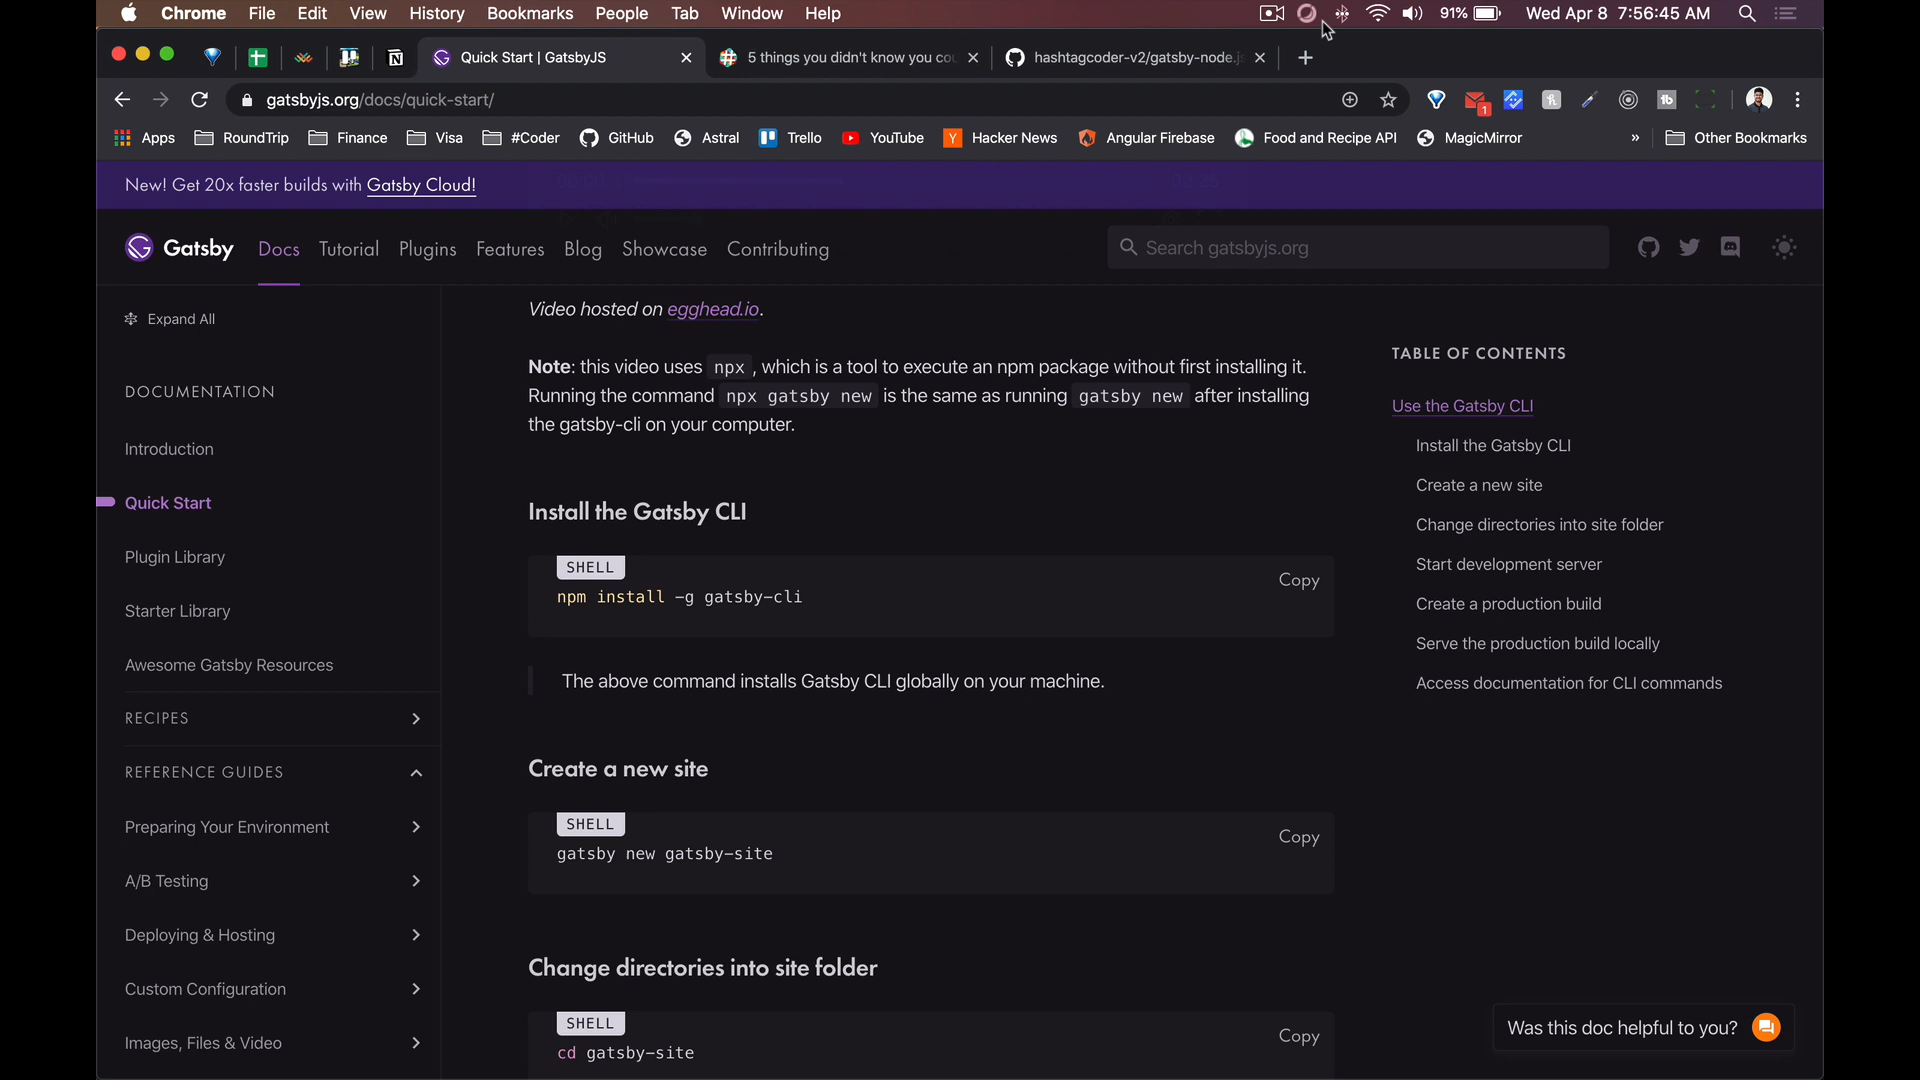 Chrome File Edit View History Bookmarks People Tab Window Help 91% Wed Apr 8 7:56:45 AM
Quick Start | GatsbyJS 5 things you didn't know you cou hashtagcoder-v2/gatsby-node.js
gatsbyjs.org/docs/quick-start/
Apps RoundTrip Finance Visa #Coder GitHub Astral Trello YouTube Hacker News Angular Firebase Food and Recipe API MagicMirror » Other Bookmarks
New! Get 20x faster builds with Gatsby Cloud!
Gatsby Docs Tutorial Plugins Features Blog Showcase Contributing Search gatsbyjs.org
Expand All
DOCUMENTATION
Introduction
Quick Start
Plugin Library
Starter Library
Awesome Gatsby Resources
RECIPES
REFERENCE GUIDES
Preparing Your Environment
A/B Testing
Deploying & Hosting
Custom Configuration
Images, Files & Video
Video hosted on egghead.io.
Note: this video uses npx , which is a tool to execute an npm package without first installing it.
Running the command npx gatsby new is the same as running gatsby new after installing
the gatsby-cli on your computer.
Install the Gatsby CLI
SHELL
Copy
npm install -g gatsby-cli
The above command installs Gatsby CLI globally on your machine.
Create a new site
SHELL
Copy
gatsby new gatsby-site
Change directories into site folder
SHELL
Copy
cd gatsby-site
TABLE OF CONTENTS
Use the Gatsby CLI
Install the Gatsby CLI
Create a new site
Change directories into site folder
Start development server
Create a production build
Serve the production build locally
Access documentation for CLI commands
Was this doc helpful to you?